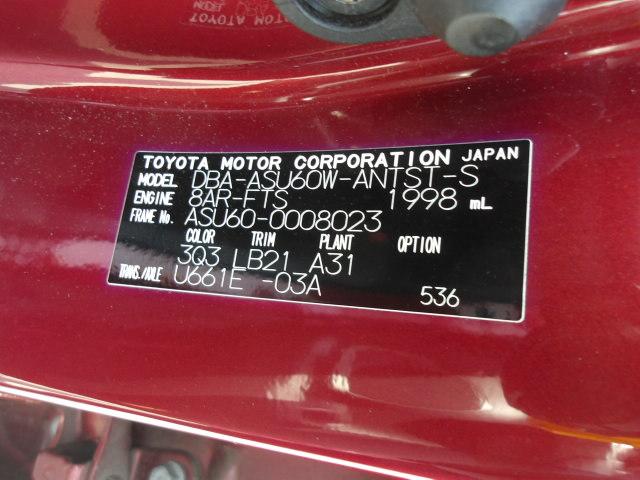 TOYOTA MOTOR CORPORATION JAPAN
MODEL DBA-ASU60W-ANTST-S
ENGINE 8AR-FTS 1998 mL
FRAME No. ASU60-0008023
COLOR TRIM PLANT OPTION
3Q3 LB21 A31
TRANS./AXLE U661E -03A
536